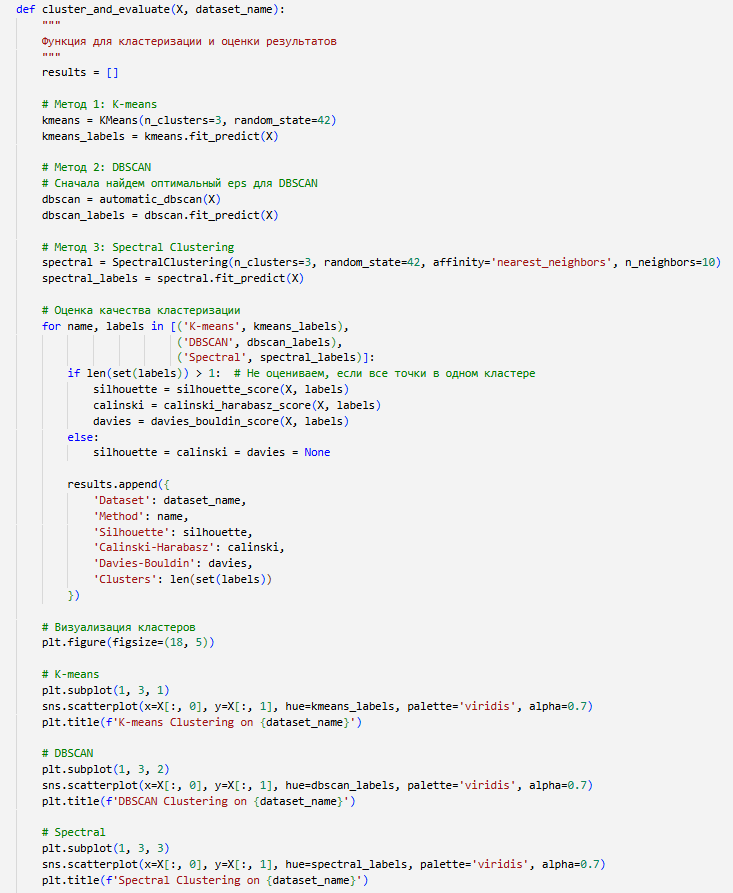 def cluster_and_evaluate(X, dataset_name):
    """
    Функция для кластеризации и оценки результатов
    """
    results = []

    # Метод 1: K-means
    kmeans = KMeans(n_clusters=3, random_state=42)
    kmeans_labels = kmeans.fit_predict(X)

    # Метод 2: DBSCAN
    # Сначала найдем оптимальный eps для DBSCAN
    dbscan = automatic_dbscan(X)
    dbscan_labels = dbscan.fit_predict(X)

    # Метод 3: Spectral Clustering
    spectral = SpectralClustering(n_clusters=3, random_state=42, affinity='nearest_neighbors', n_neighbors=10)
    spectral_labels = spectral.fit_predict(X)

    # Оценка качества кластеризации
    for name, labels in [('K-means', kmeans_labels),
                         ('DBSCAN', dbscan_labels),
                         ('Spectral', spectral_labels)]:
        if len(set(labels)) > 1:  # Не оцениваем, если все точки в одном кластере
            silhouette = silhouette_score(X, labels)
            calinski = calinski_harabasz_score(X, labels)
            davies = davies_bouldin_score(X, labels)
        else:
            silhouette = calinski = davies = None

        results.append({
            'Dataset': dataset_name,
            'Method': name,
            'Silhouette': silhouette,
            'Calinski-Harabasz': calinski,
            'Davies-Bouldin': davies,
            'Clusters': len(set(labels))
        })

    # Визуализация кластеров
    plt.figure(figsize=(18, 5))

    # K-means
    plt.subplot(1, 3, 1)
    sns.scatterplot(x=X[:, 0], y=X[:, 1], hue=kmeans_labels, palette='viridis', alpha=0.7)
    plt.title(f'K-means Clustering on {dataset_name}')

    # DBSCAN
    plt.subplot(1, 3, 2)
    sns.scatterplot(x=X[:, 0], y=X[:, 1], hue=dbscan_labels, palette='viridis', alpha=0.7)
    plt.title(f'DBSCAN Clustering on {dataset_name}')

    # Spectral
    plt.subplot(1, 3, 3)
    sns.scatterplot(x=X[:, 0], y=X[:, 1], hue=spectral_labels, palette='viridis', alpha=0.7)
    plt.title(f'Spectral Clustering on {dataset_name}')